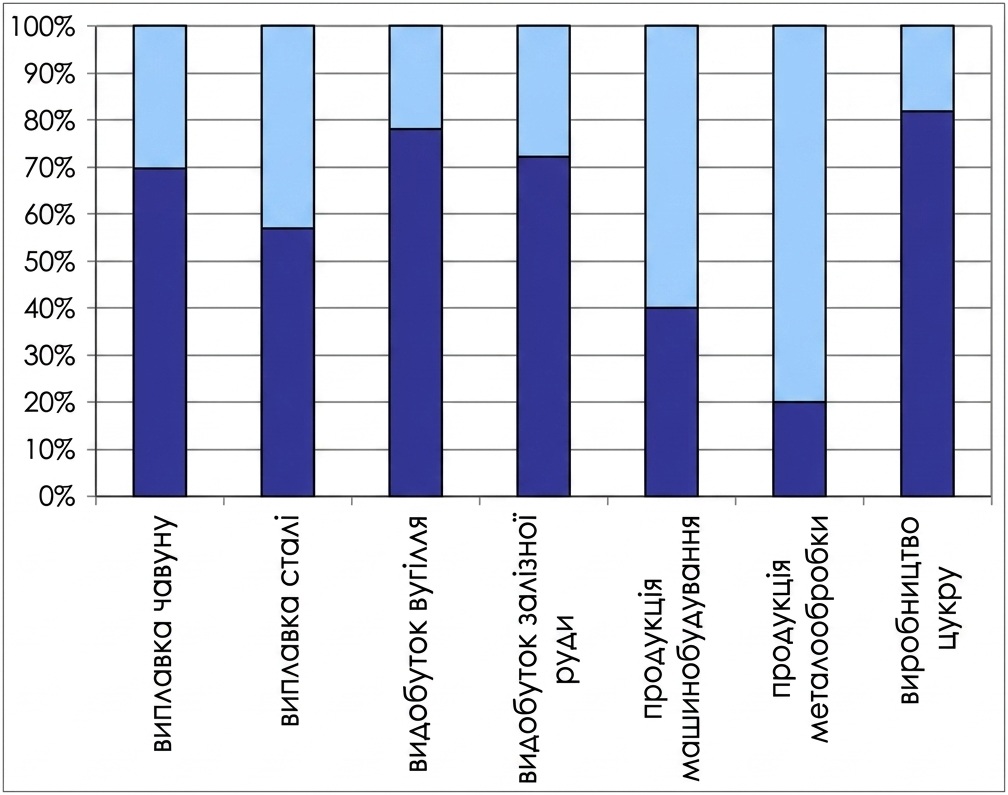 100%
90%
80%
70%
60%
50%
40%
30%
20%
10%
0%
виплавка чавуну
виплавка сталі
видобуток вугілля
видобуток залізної
руди
продукція
машинобудування
продукція
металообробки
виробництво
цукру